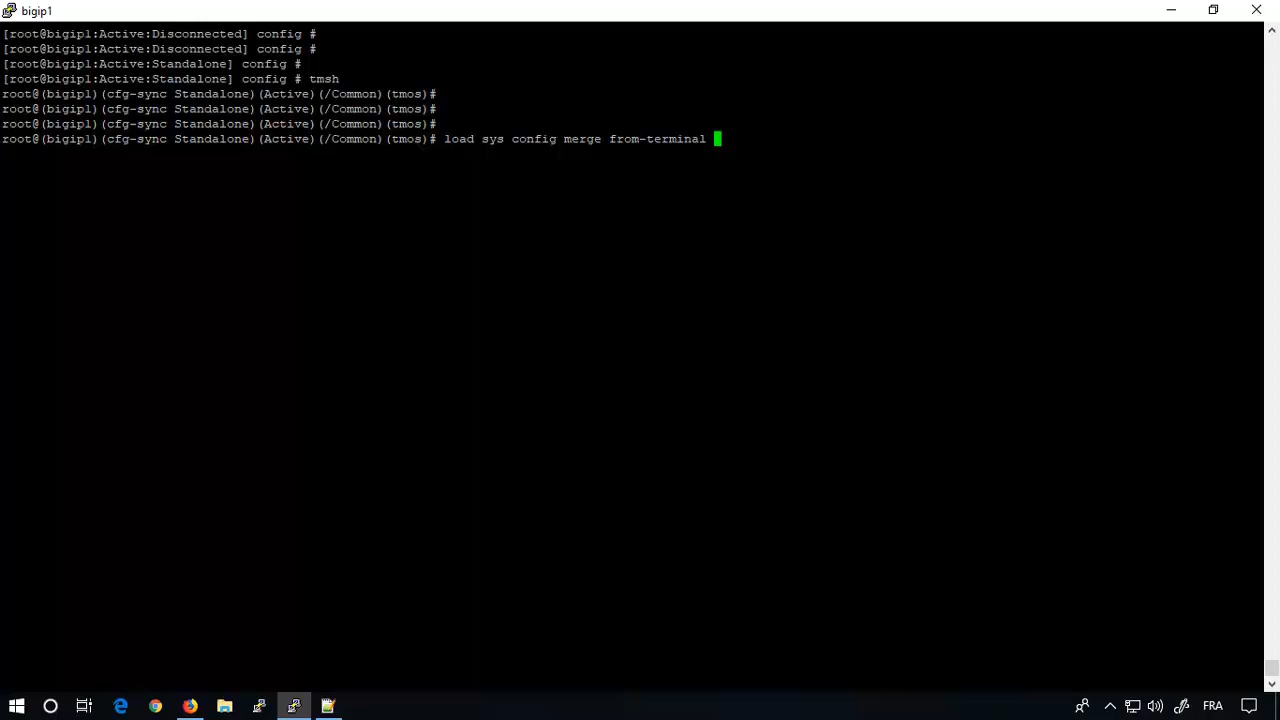 bigip1
[root@bigip1:Active:Disconnected] config #
[root@bigip1:Active:Disconnected] config #
[root@bigip1:Active:Standalone] config #
[root@bigip1:Active:Standalone] config # tmsh
root@(bigip1)(cfg-sync Standalone)(Active)(/Common)(tmos)#
root@(bigip1)(cfg-sync Standalone)(Active)(/Common)(tmos)#
root@(bigip1)(cfg-sync Standalone)(Active)(/Common)(tmos)#
root@(bigip1)(cfg-sync Standalone)(Active)(/Common)(tmos)# load sys config merge from-terminal
FRA